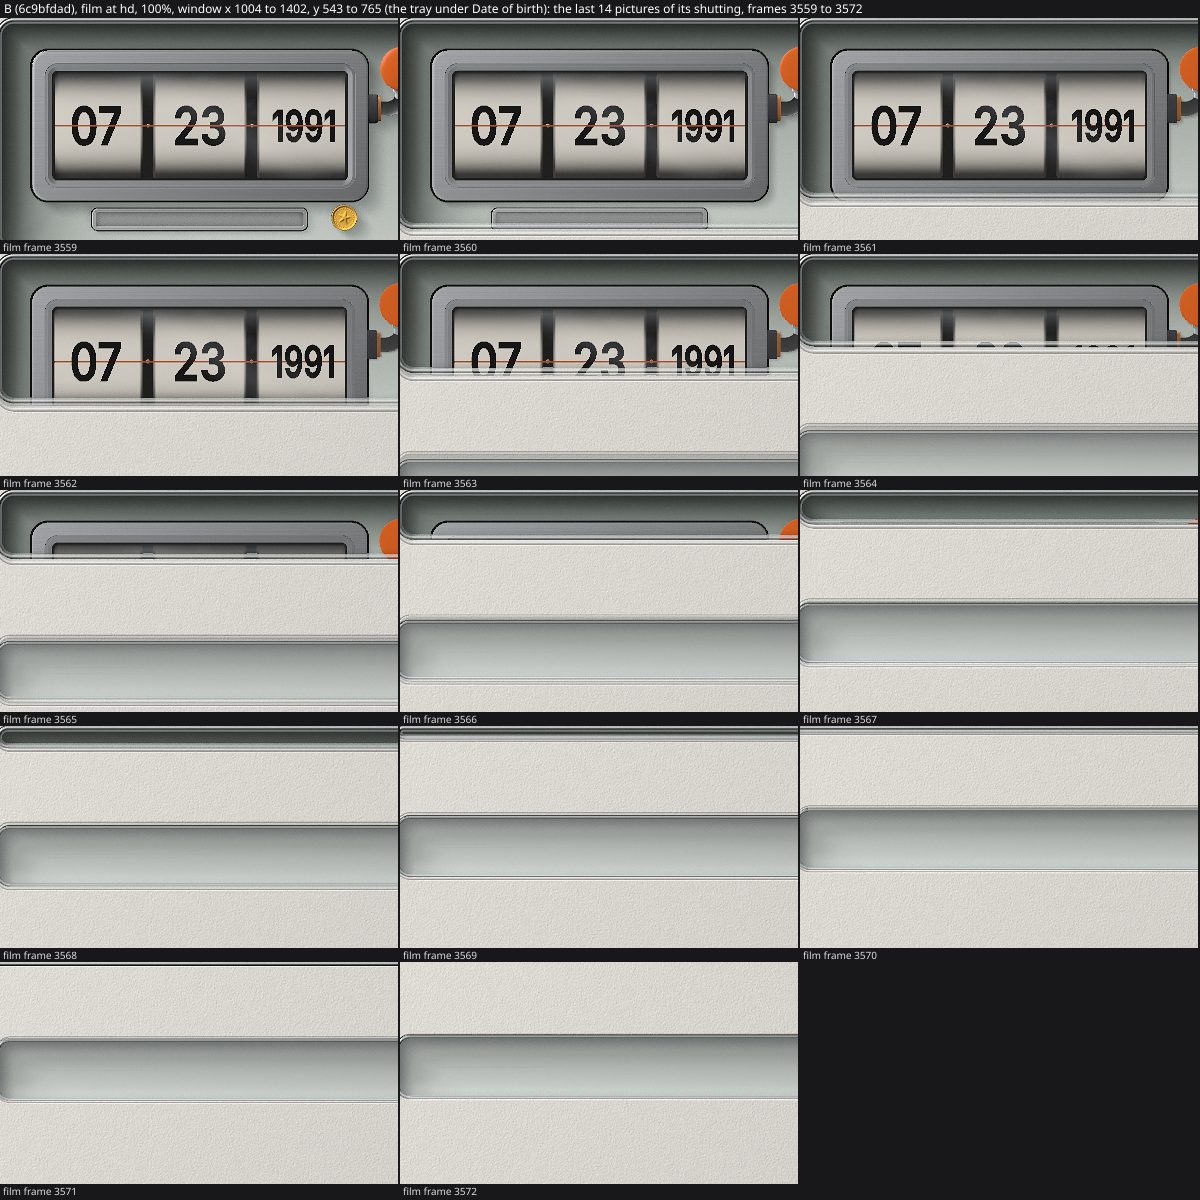 B (6c9bfdad), film at hd, 100%, window x 1004 to 1402, y 543 to 765 (the tray under Date of birth): the last 14 pictures of its shutting, frames 3559 to 3572
07 23 1991
07 23 1991
07 23 1991
film frame 3559
film frame 3560
film frame 3561
07 23 1991
07 23 1991
film frame 3562
film frame 3563
film frame 3564
film frame 3565
film frame 3566
film frame 3567
film frame 3568
film frame 3569
film frame 3570
film frame 3571
film frame 3572